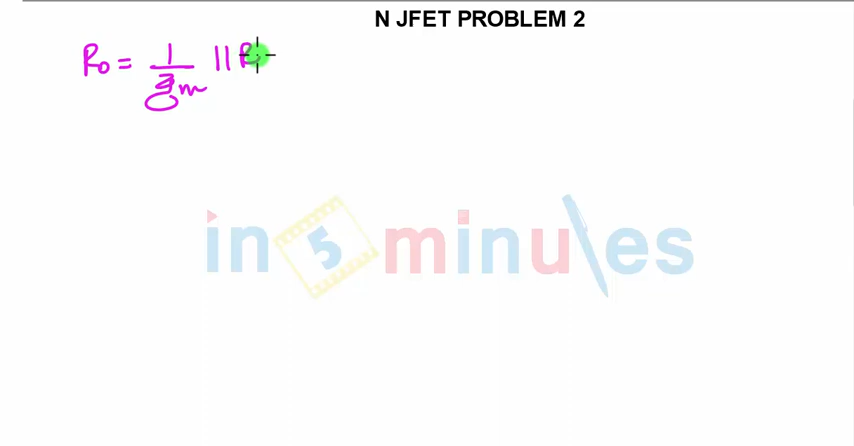 N JFET PROBLEM 2
Ro = 1/gm || R
in 5 minutes